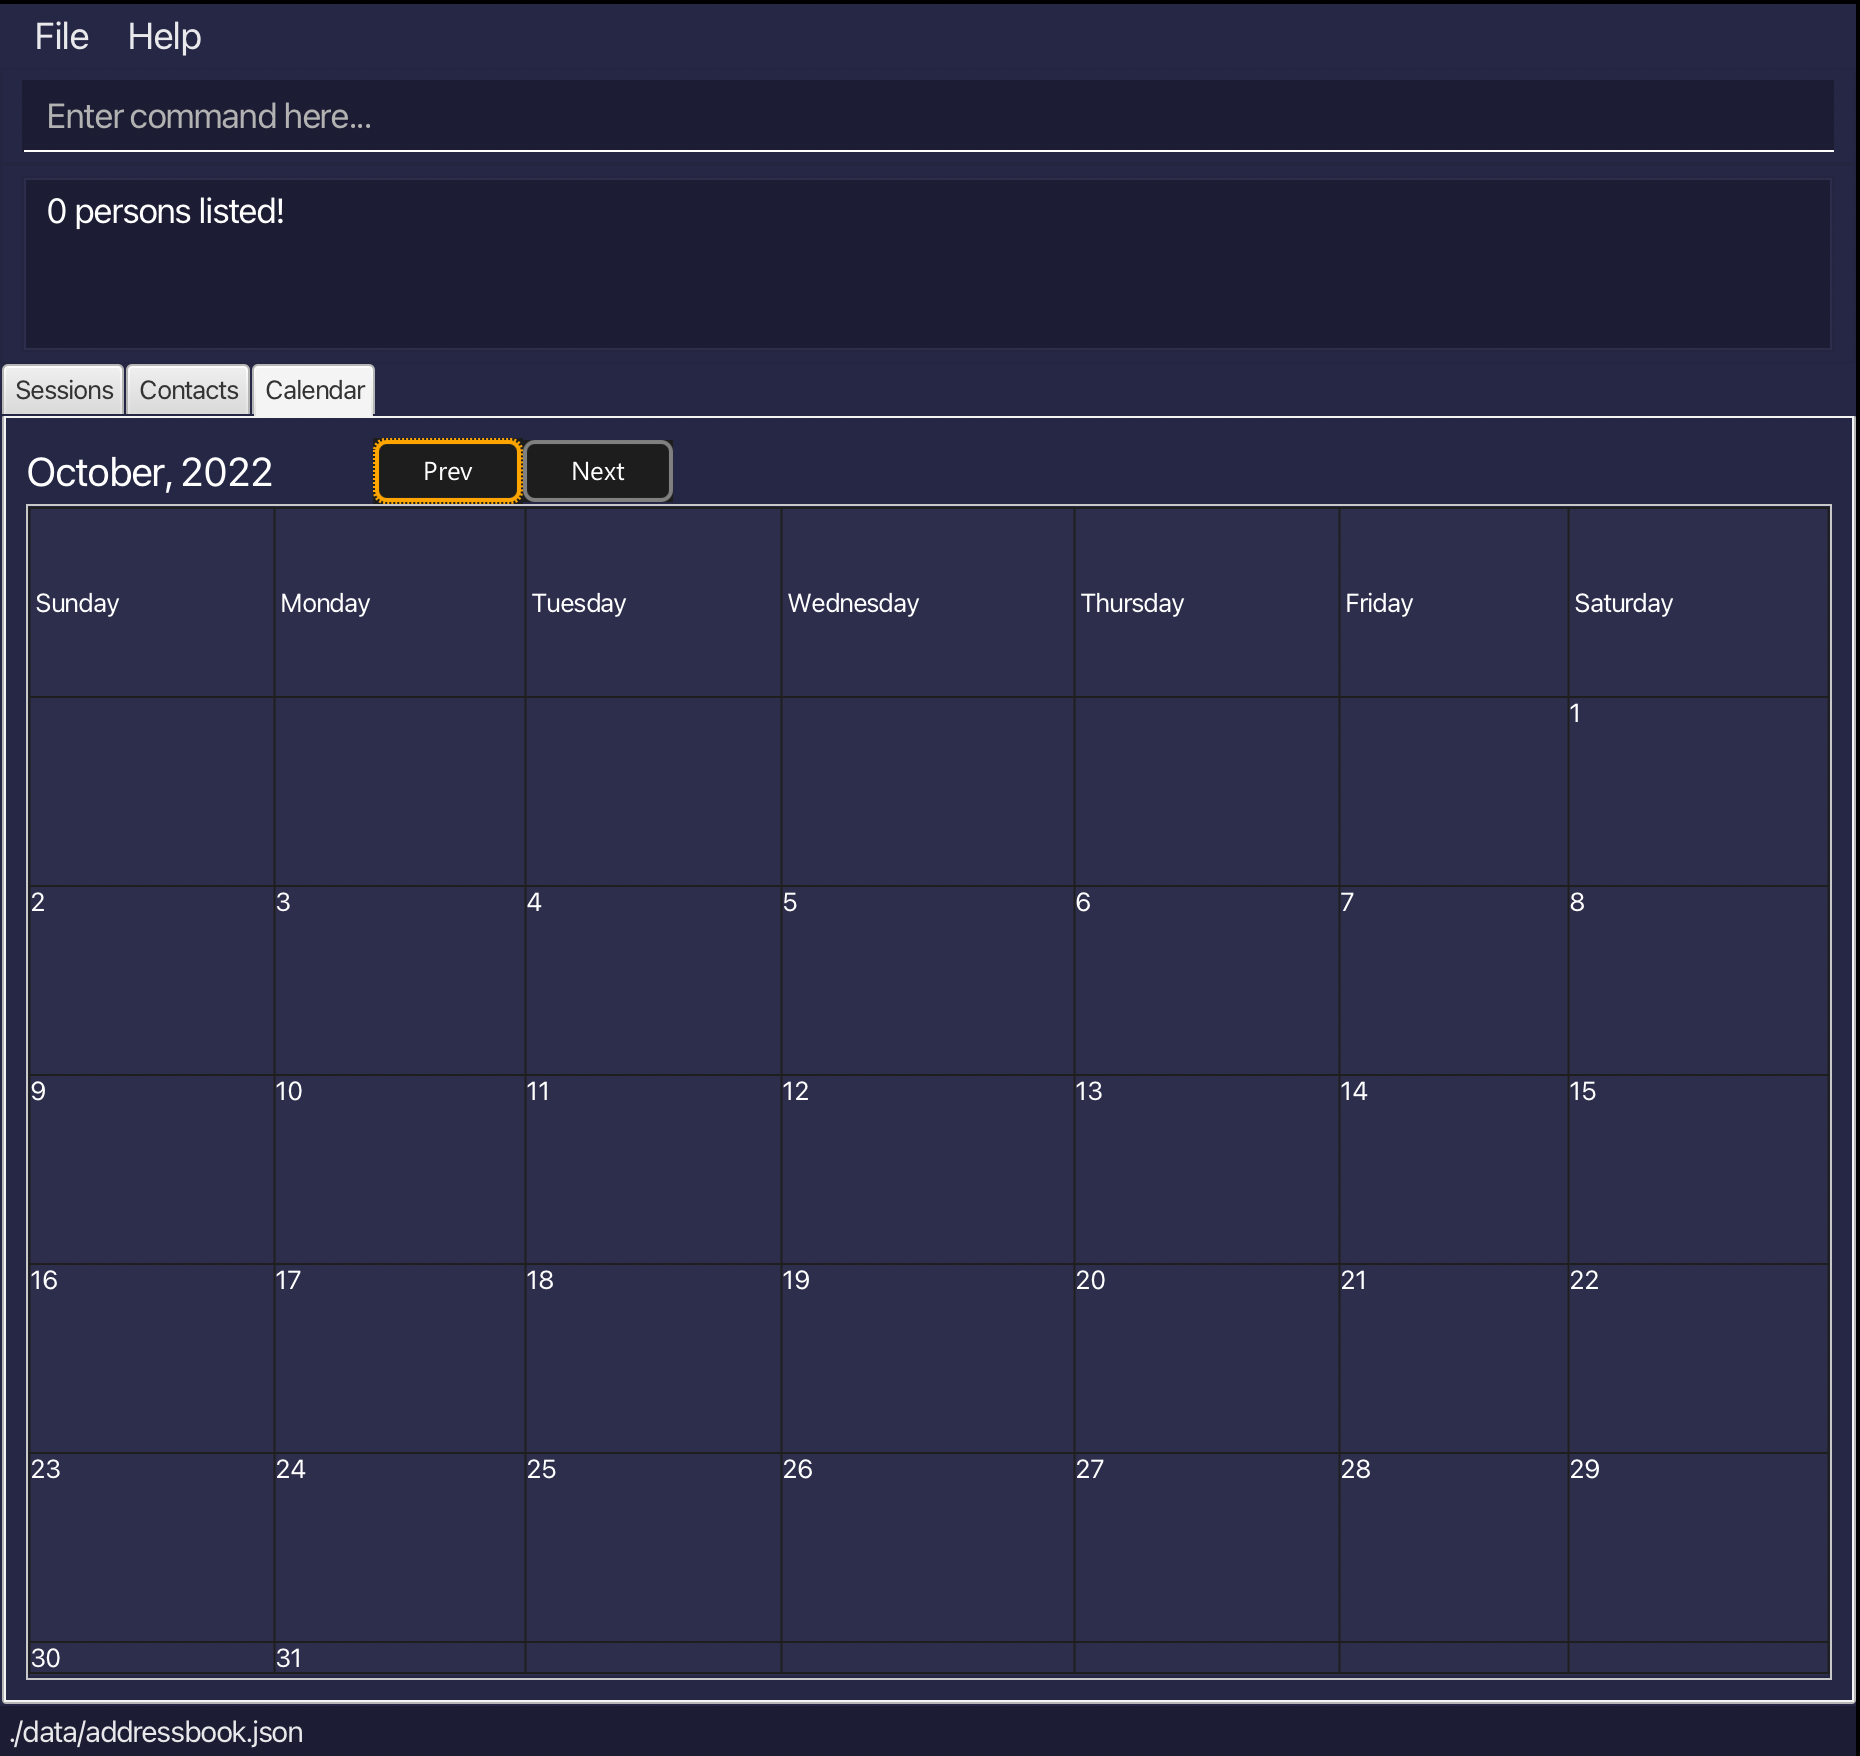 File Help
Enter command here...
0 persons listed!
Sessions Contacts Calendar
October, 2022 Prev Next
Sunday Monday Tuesday Wednesday Thursday Friday Saturday
1
2 3 4 5 6 7 8
9 10 11 12 13 14 15
16 17 18 19 20 21 22
23 24 25 26 27 28 29
30 31
./data/addressbook.json